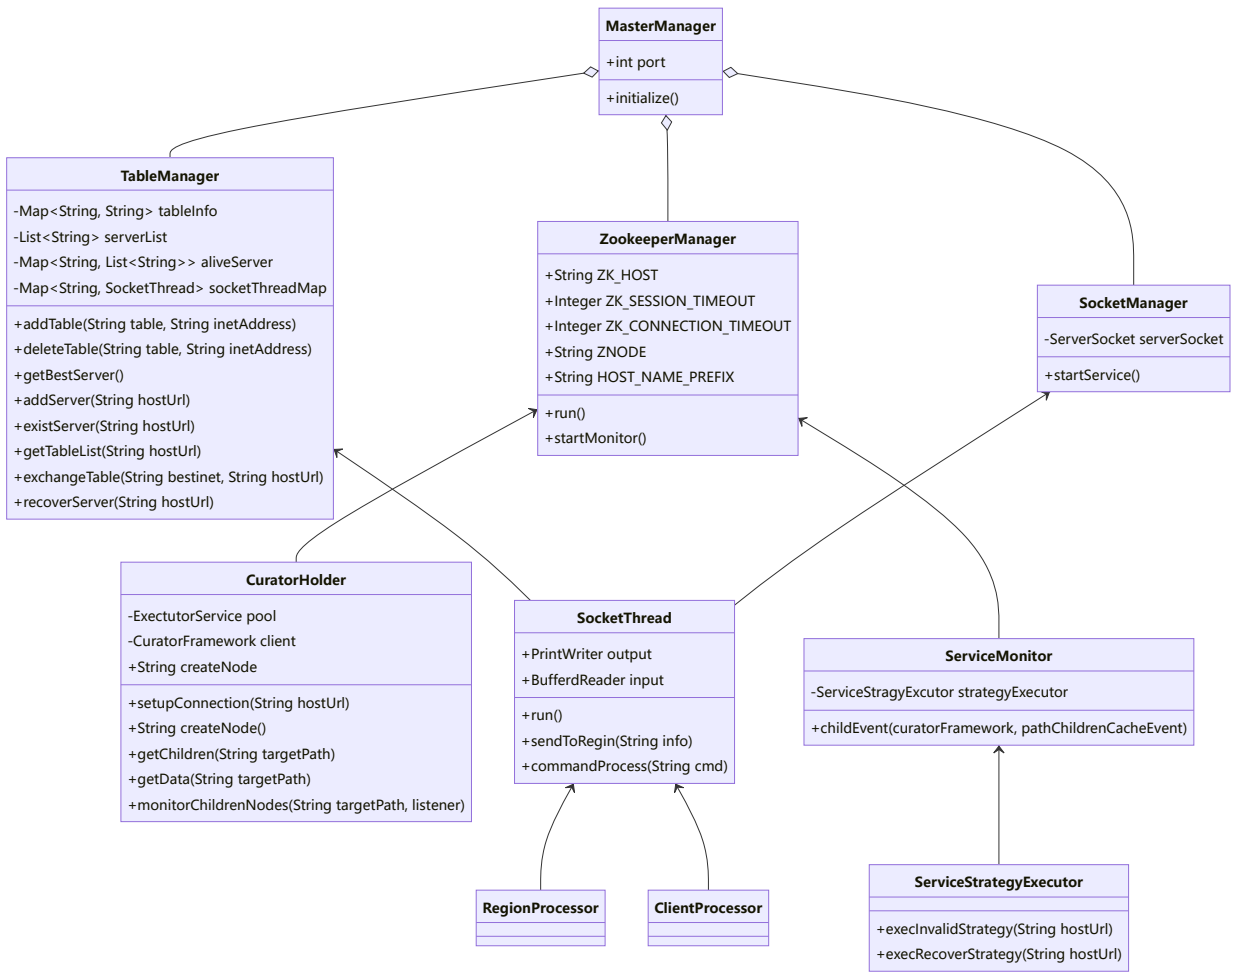 MasterManager
+int port
+initialize()
TableManager
-Map<String, String> tableInfo
-List<String> serverList
-Map<String, List<String>> aliveServer
-Map<String, SocketThread> socketThreadMap
+addTable(String table, String inetAddress)
+deleteTable(String table, String inetAddress)
+getBestServer()
+addServer(String hostUrl)
+existServer(String hostUrl)
+getTableList(String hostUrl)
+exchangeTable(String bestinet, String hostUrl)
+recoverServer(String hostUrl)
ZookeeperManager
+String ZK_HOST
+Integer ZK_SESSION_TIMEOUT
+Integer ZK_CONNECTION_TIMEOUT
+String ZNODE
+String HOST_NAME_PREFIX
+run()
+startMonitor()
SocketManager
-ServerSocket serverSocket
+startService()
CuratorHolder
-ExectutorService pool
-CuratorFramework client
+String createNode
+setupConnection(String hostUrl)
+String createNode()
+getChildren(String targetPath)
+getData(String targetPath)
+monitorChildrenNodes(String targetPath, listener)
SocketThread
+PrintWriter output
+BufferdReader input
+run()
+sendToRegin(String info)
+commandProcess(String cmd)
ServiceMonitor
-ServiceStragyExcutor strategyExecutor
+childEvent(curatorFramework, pathChildrenCacheEvent)
RegionProcessor
ClientProcessor
ServiceStrategyExecutor
+execInvalidStrategy(String hostUrl)
+execRecoverStrategy(String hostUrl)